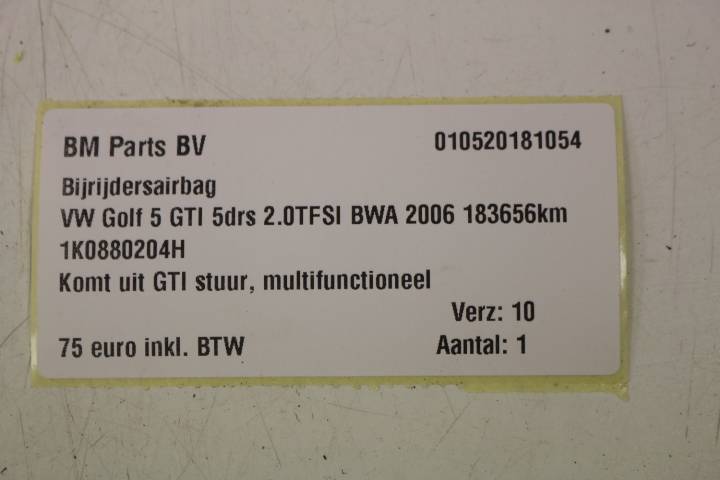 BM Parts BV 010520181054
Bijrijdersairbag
VW Golf 5 GTI 5drs 2.0TFSI BWA 2006 183656km
1K0880204H
Komt uit GTI stuur, multifunctioneel
Verz: 10
75 euro inkl. BTW Aantal: 1